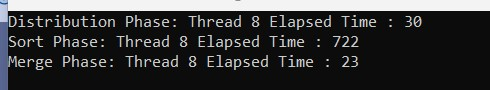 Distribution Phase: Thread 8 Elapsed Time : 30
Sort Phase: Thread 8 Elapsed Time : 722
Merge Phase: Thread 8 Elapsed Time : 23